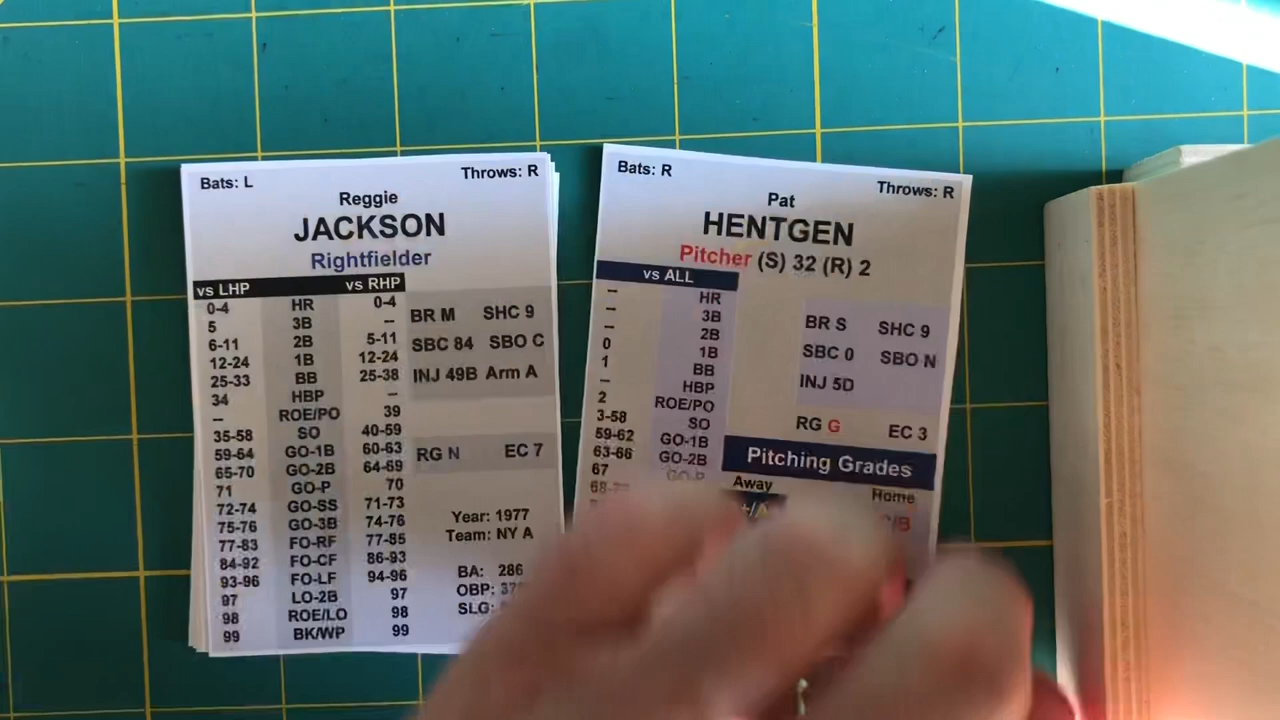 Bats: L Throws: R
Reggie
JACKSON
Rightfielder
vs LHP vs RHP
0-4 HR 0-4
5 3B --
6-11 2B 5-11
12-24 1B 12-24
25-33 BB 25-38
34 HBP --
-- ROE/PO 39
35-58 SO 40-59
59-64 GO-1B 60-63
65-70 GO-2B 64-69
71 GO-P 70
72-74 GO-SS 71-73
75-76 GO-3B 74-76
77-83 FO-RF 77-85
84-92 FO-CF 86-93
93-96 FO-LF 94-96
97 LO-2B 97
98 ROE/LO 98
99 BK/WP 99
BR M SHC 9
SBC 84 SBO C
INJ 49B Arm A
RG N EC 7
Year: 1977
Team: NY A
BA: 286
OBP:
SLG:
Bats: R Throws: R
Pat
HENTGEN
Pitcher (S) 32 (R) 2
vs ALL
-- HR
-- 3B
-- 2B
0 1B
1 BB
-- HBP
2 ROE/PO
3-58 SO
59-62 GO-1B
63-66 GO-2B
67 GO-P
BR S SHC 9
SBC 0 SBO N
INJ 5D
RG G EC 3
Pitching Grades
Away Home